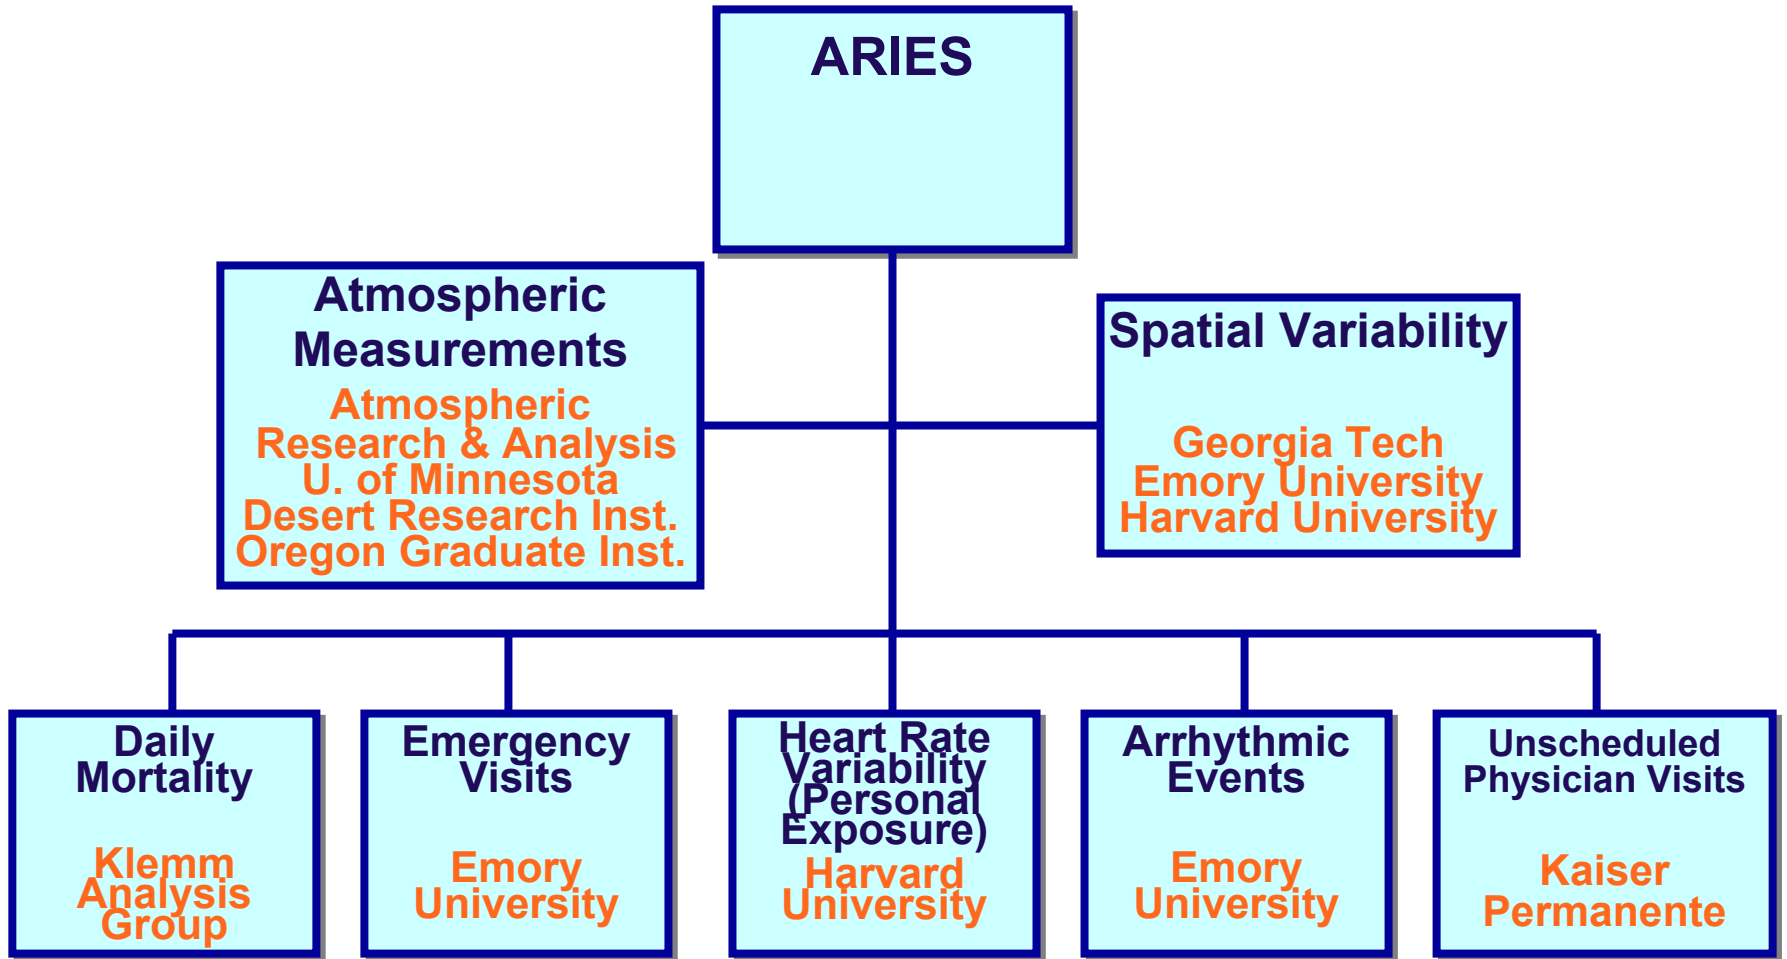 ARIES
Atmospheric
Measurements
Atmospheric
Research & Analysis
U. of Minnesota
Desert Research Inst.
Oregon Graduate Inst.
Spatial Variability
Georgia Tech
Emory University
Harvard University
Daily
Mortality
Klemm
Analysis
Group
Emergency
Visits
Emory
University
Heart Rate
Variability
(Personal
Exposure)
Harvard
University
Arrhythmic
Events
Emory
University
Unscheduled
Physician Visits
Kaiser
Permanente